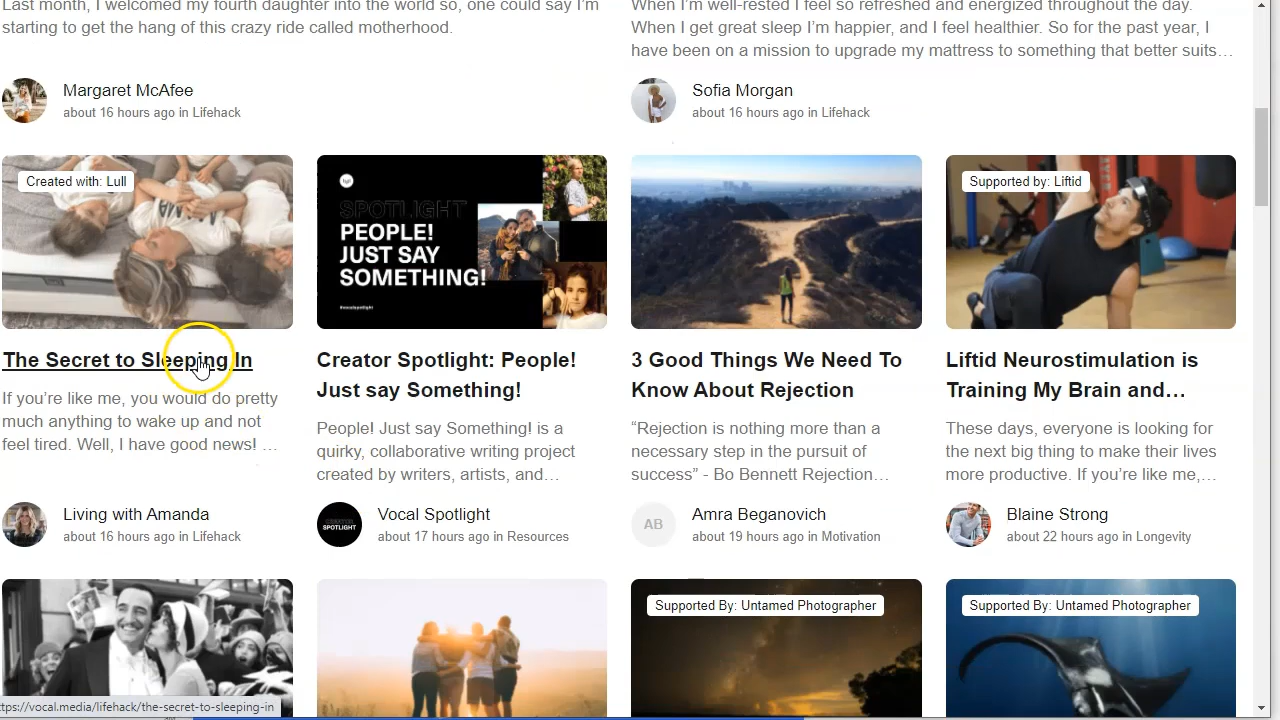 Last month, I welcomed my fourth daughter into the world so, one could say I'm
starting to get the hang of this crazy ride called motherhood.
When I'm well-rested I feel so refreshed and energized throughout the day.
When I get great sleep I'm happier, and I feel healthier. So for the past year, I
have been on a mission to upgrade my mattress to something that better suits…
Margaret McAfee
about 16 hours ago in Lifehack
Sofia Morgan
about 16 hours ago in Lifehack
Created with: Lull
lull
SPOTLIGHT
PEOPLE!
JUST SAY
SOMETHING!
#vocalspotlight
Supported by: Liftid
The Secret to Sleeping In
If you're like me, you would do pretty
much anything to wake up and not
feel tired. Well, I have good news! …
Creator Spotlight: People!
Just say Something!
People! Just say Something! is a
quirky, collaborative writing project
created by writers, artists, and…
3 Good Things We Need To
Know About Rejection
“Rejection is nothing more than a
necessary step in the pursuit of
success” - Bo Bennett Rejection…
Liftid Neurostimulation is
Training My Brain and…
These days, everyone is looking for
the next big thing to make their lives
more productive. If you're like me,…
Living with Amanda
about 16 hours ago in Lifehack
CREATOR
SPOTLIGHT
Vocal Spotlight
about 17 hours ago in Resources
AB
Amra Beganovich
about 19 hours ago in Motivation
Blaine Strong
about 22 hours ago in Longevity
Supported By: Untamed Photographer
Supported By: Untamed Photographer
ttps://vocal.media/lifehack/the-secret-to-sleeping-in